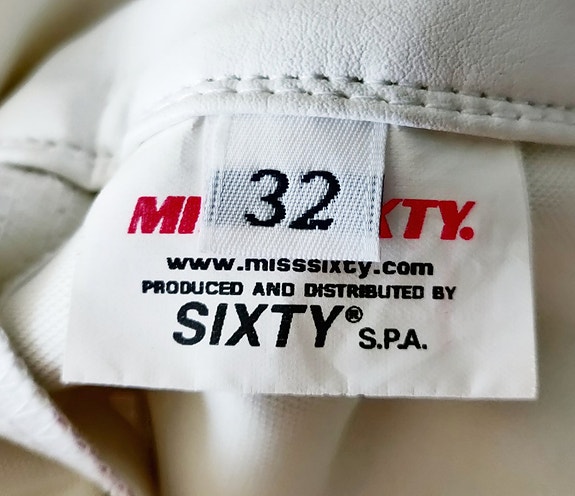 32
MI XTY.
www.misssixty.com
PRODUCED AND DISTRIBUTED BY
SIXTY® S.P.A.